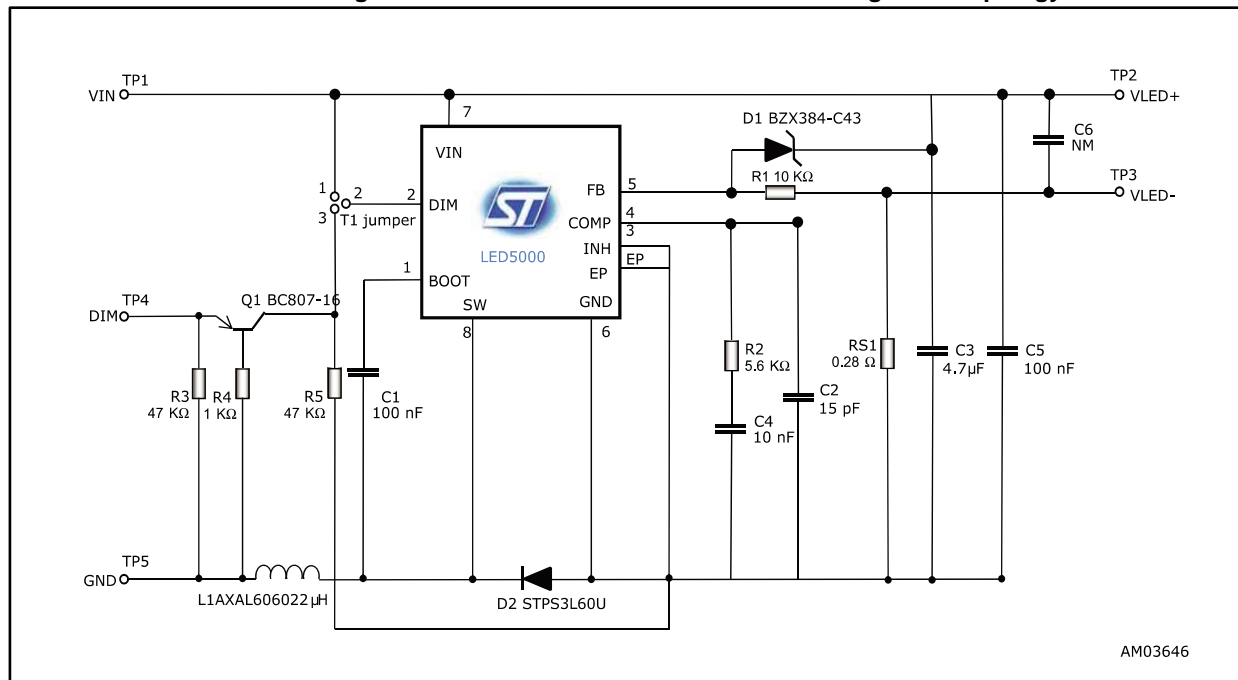 TP1
VIN
TP2
VLED+
7
D1 BZX384-C43
C6
NM
VIN
R1 10 KΩ
TP3
VLED-
1
2
3
T1 jumper
2
DIM
ST
LED5000
FB
5
COMP
4
3
INH
EP
EP
GND
6
1
BOOT
SW
8
TP4
DIM
Q1 BC807-16
R3
47 KΩ
R4
1 KΩ
R5
47 KΩ
C1
100 nF
R2
5.6 KΩ
C4
10 nF
C2
15 pF
RS1
0.28 Ω
C3
4.7µF
C5
100 nF
TP5
GND
L1AXAL606022µH
D2 STPS3L60U
AM03646